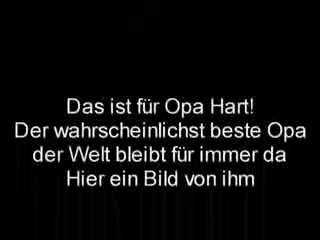 Das ist für Opa Hart!
Der wahrscheinlichst beste Opa
der Welt bleibt für immer da
Hier ein Bild von ihm